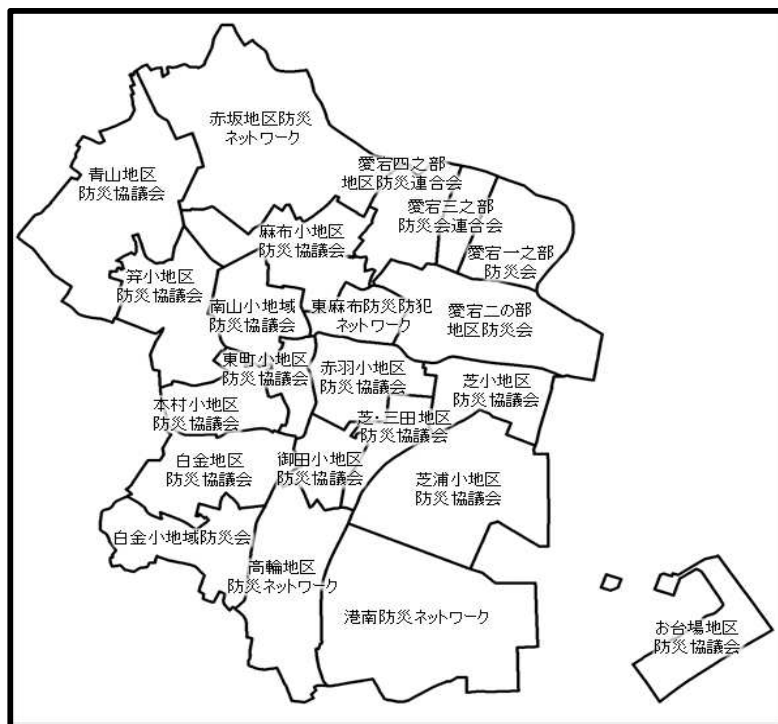 赤坂地区防災
ネットワーク
青山地区
防災協議会
愛宕四之部
地区防災連合会
愛宕三之部
防災会連合会
愛宕一之部
防災会
麻布小地区
防災協議会
笄小地区
防災協議会
南山小地域
防災協議会
東麻布防災防犯
ネットワーク
愛宕二の部
地区防災会
東町小地区
防災協議会
赤羽小地区
防災協議会
芝小地区
防災協議会
本村小地区
防災協議会
芝・三田地区
防災協議会
白金地区
防災協議会
御田小地区
防災協議会
芝浦小地区
防災協議会
白金小地域防災会
高輪地区
防災ネットワーク
港南防災ネットワーク
お台場地区
防災協議会